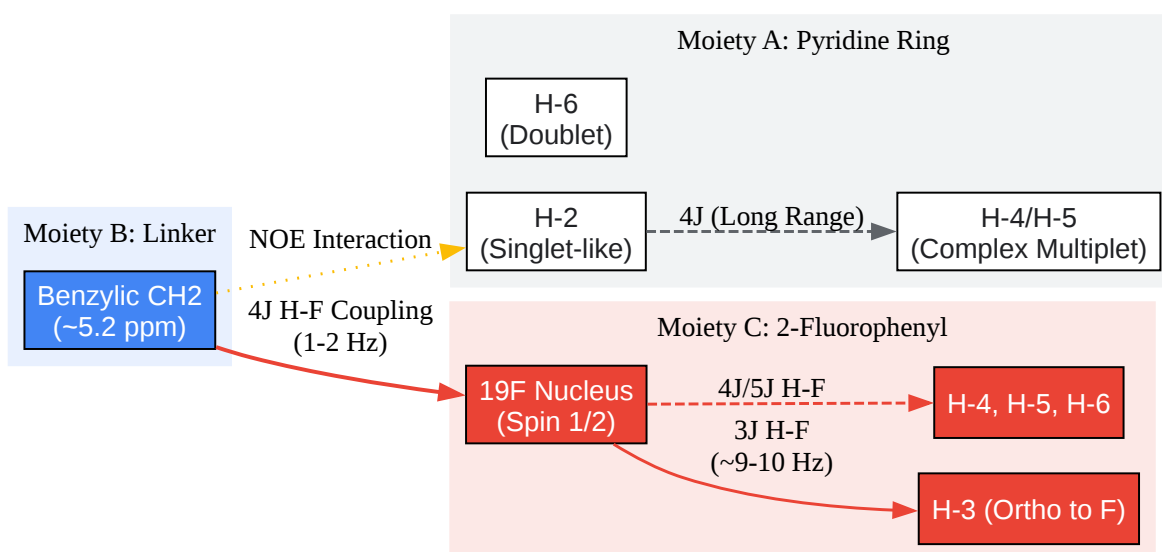 Moiety A: Pyridine Ring
H-6
(Doublet)
H-2
(Singlet-like)
4J (Long Range)
H-4/H-5
(Complex Multiplet)
Moiety B: Linker
Benzylic CH2
(~5.2 ppm)
NOE Interaction
4J H-F Coupling
(1-2 Hz)
Moiety C: 2-Fluorophenyl
19F Nucleus
(Spin 1/2)
4J/5J H-F
H-4, H-5, H-6
3J H-F
(~9-10 Hz)
H-3 (Ortho to F)